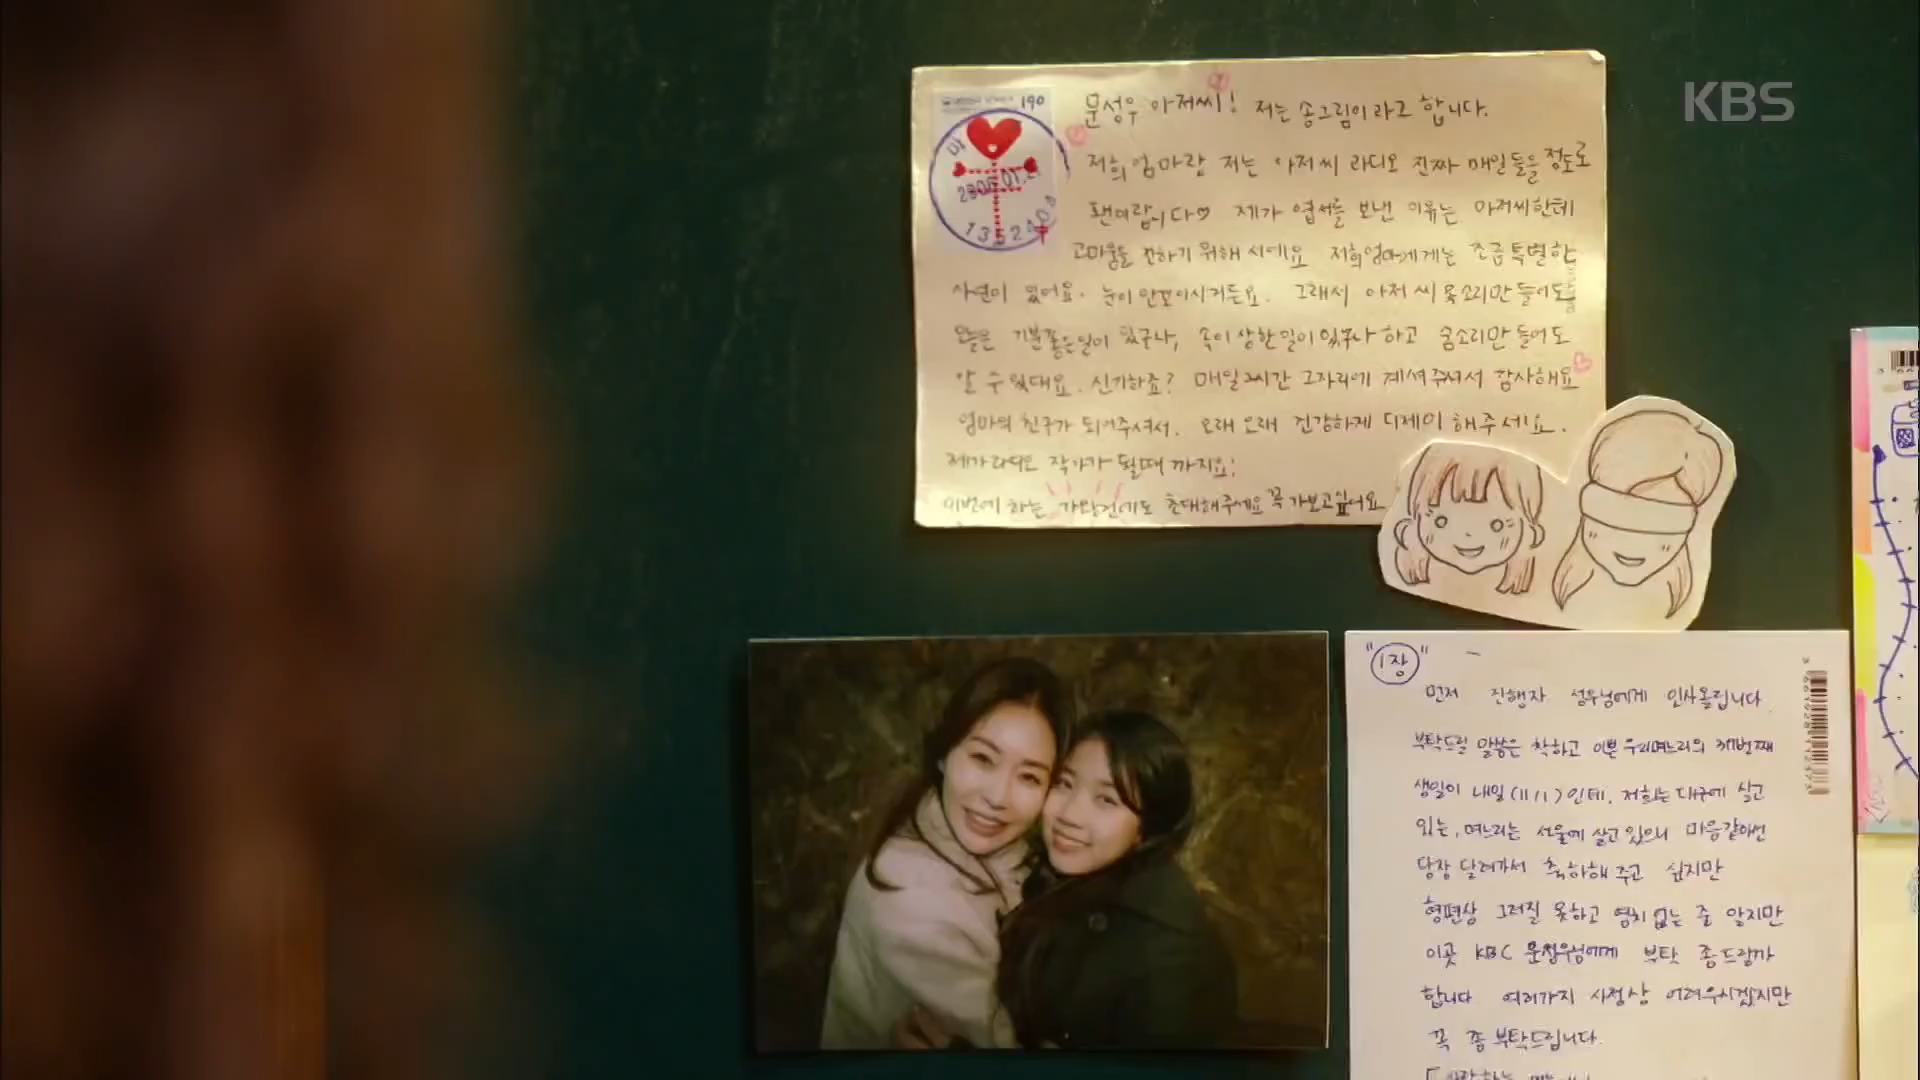 KBS
190
문성우 아저씨! 저는 송그림이라고 합니다.
저희 엄마랑 저는 아저씨 라디오 진짜 매일 들을 정도로
팬이랍니다♡ 제가 엽서를 보낸 이유는 아저씨한테
고마움을 전하기 위해서예요 저희엄마에게는 조금 특별한
사연이 있어요. 눈이 안보이시거든요. 그래서 아저씨 목소리만 들어도
오늘은 기분좋은일이 있구나, 속이 상한 일이 있구나 하고 숨소리만 들어도
알 수 있대요. 신기하죠? 매일 2시간 그자리에 계셔주셔서 감사해요
엄마의 친구가 되어주셔서. 오래 오래 건강하게 디제이 해주세요.
제가 라디오 작가가 될때 까지요!
이번에 하는 가왕전에도 초대해주세요 꼭 가보고싶어요
"1장"
먼저 진행자 성우님에게 인사올립니다
부탁드릴 말씀은 착하고 이쁜 우리며느리의 세번째
생일이 내일 (11/1) 인데. 저희는 대구에 살고
있는, 며느리는 서울에 살고 있으니 마음같아선
당장 달려가서 축하해 주고 싶지만
형편상 그러질 못하고 염치 없는 줄 알지만
이곳 KBC 문성우님에게 부탁 좀 드릴까
합니다 여러가지 사정상 어려우시겠지만
꼭 좀 부탁드립니다.